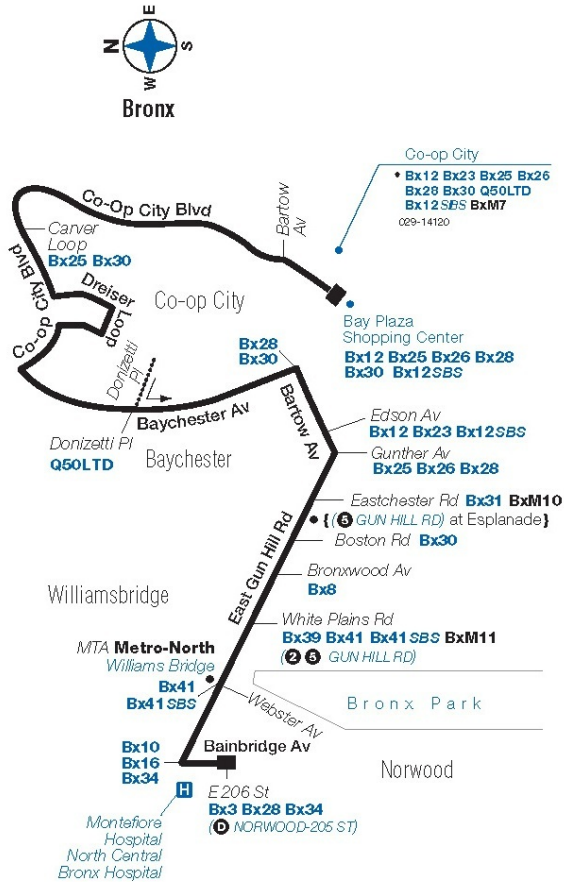 E
N
S
W
Bronx
Co-op City
• Bx12 Bx23 Bx25 Bx26
Bx28 Bx30 Q50LTD
Bx12 SBS BxM7
029-14120
Co-Op City Blvd
Bartow
Av
Carver
Loop
Bx25 Bx30
Co-op City Blvd
Dreiser
Loop
Co-op City
Bay Plaza
Shopping Center
Bx12 Bx25 Bx26 Bx28
Bx30 Bx12SBS
Bx28
Bx30
Donizetti
Pl
Baychester Av
Bartow Av
Donizetti Pl
Q50LTD
Baychester
Edson Av
Bx12 Bx23 Bx12SBS
Gunther Av
Bx25 Bx26 Bx28
Eastchester Rd Bx31 BxM10
• {(5 GUN HILL RD) at Esplanade}
Boston Rd Bx30
East Gun Hill Rd
Bronxwood Av
Bx8
Williamsbridge
White Plains Rd
Bx39 Bx41 Bx41 SBS BxM11
(2 5 GUN HILL RD)
MTA Metro-North
Williams Bridge
Bx41
Bx41 SBS
Webster Av
Bronx Park
Bx10
Bx16
Bx34
Bainbridge Av
Norwood
H
E 206 St
Bx3 Bx28 Bx34
(D NORWOOD-205 ST)
Montefiore
Hospital
North Central
Bronx Hospital